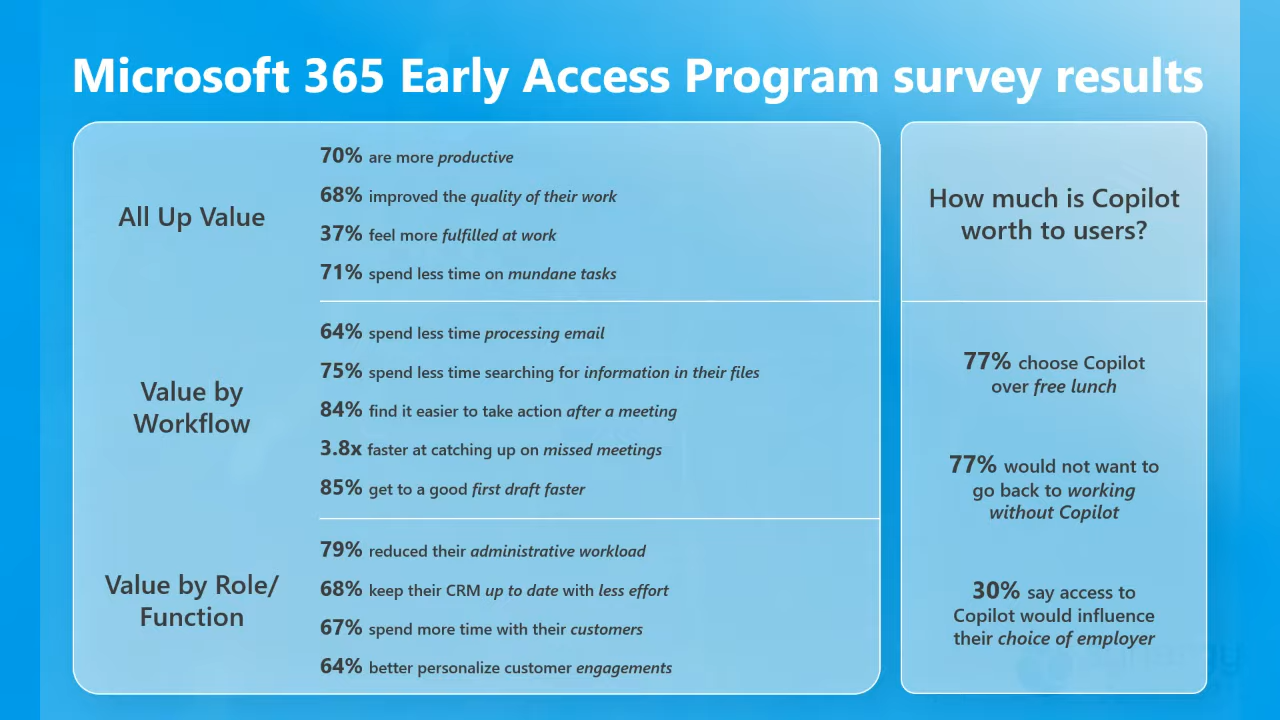 Microsoft 365 Early Access Program survey results
All Up Value
70% are more productive
68% improved the quality of their work
37% feel more fulfilled at work
71% spend less time on mundane tasks
Value by
Workflow
64% spend less time processing email
75% spend less time searching for information in their files
84% find it easier to take action after a meeting
3.8x faster at catching up on missed meetings
85% get to a good first draft faster
Value by Role/
Function
79% reduced their administrative workload
68% keep their CRM up to date with less effort
67% spend more time with their customers
64% better personalize customer engagements
How much is Copilot
worth to users?
77% choose Copilot
over free lunch
77% would not want to
go back to working
without Copilot
30% say access to
Copilot would influence
their choice of employer